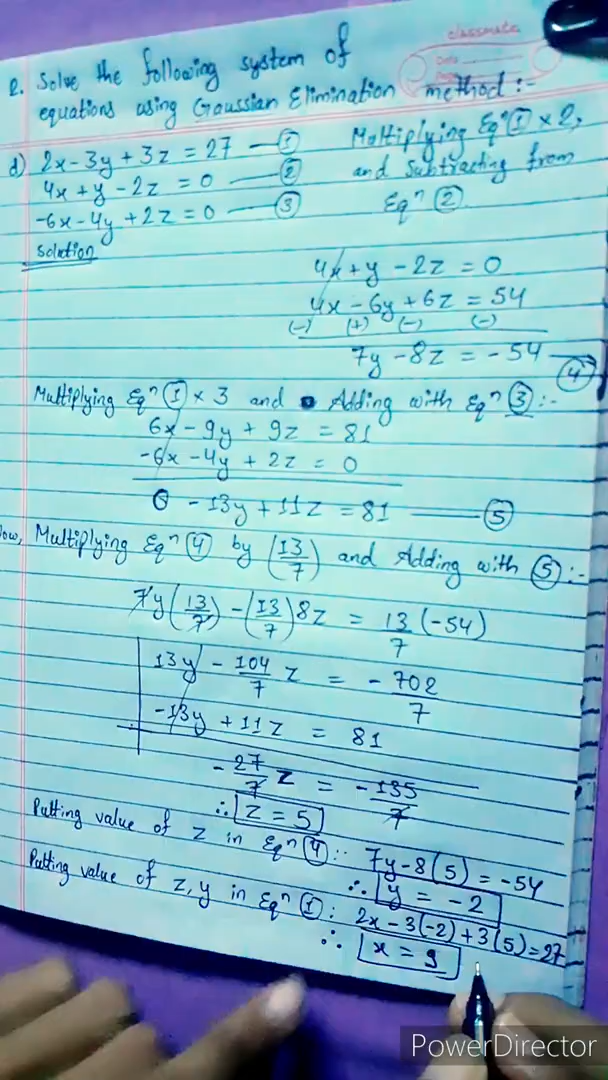 classmate
Date
Page
2. Solve the following system of
equations using Gaussian Elimination method :-
d) 2x - 3y + 3z = 27 — ①
4x + y - 2z = 0 — ②
-6x - 4y + 2z = 0 — ③
Solution
Multiplying Eqⁿ ① × 2,
and Subtracting from
Eqⁿ ②
4x + y - 2z = 0
4x - 6y + 6z = 54
(-) (+) (-) (-)
7y - 8z = -54 — ④
Multiplying Eqⁿ ① × 3 and Adding with Eqⁿ ③ :-
6x - 9y + 9z = 81
-6x - 4y + 2z = 0
0 - 13y + 11z = 81 — ⑤
Now, Multiplying Eqⁿ ④ by (13/7) and Adding with ⑤ :-
7y(13/7) - (13/7)8z = 13/7 (-54)
13y - 104/7 z = -702/7
-13y + 11z = 81
-27/7 z = -135/7
∴ z = 5
Putting value of z in Eqⁿ ④ :- 7y - 8(5) = -54
∴ y = -2
Putting value of z, y in Eqⁿ ① : 2x - 3(-2) + 3(5) = 27
∴ x = 3
PowerDirector